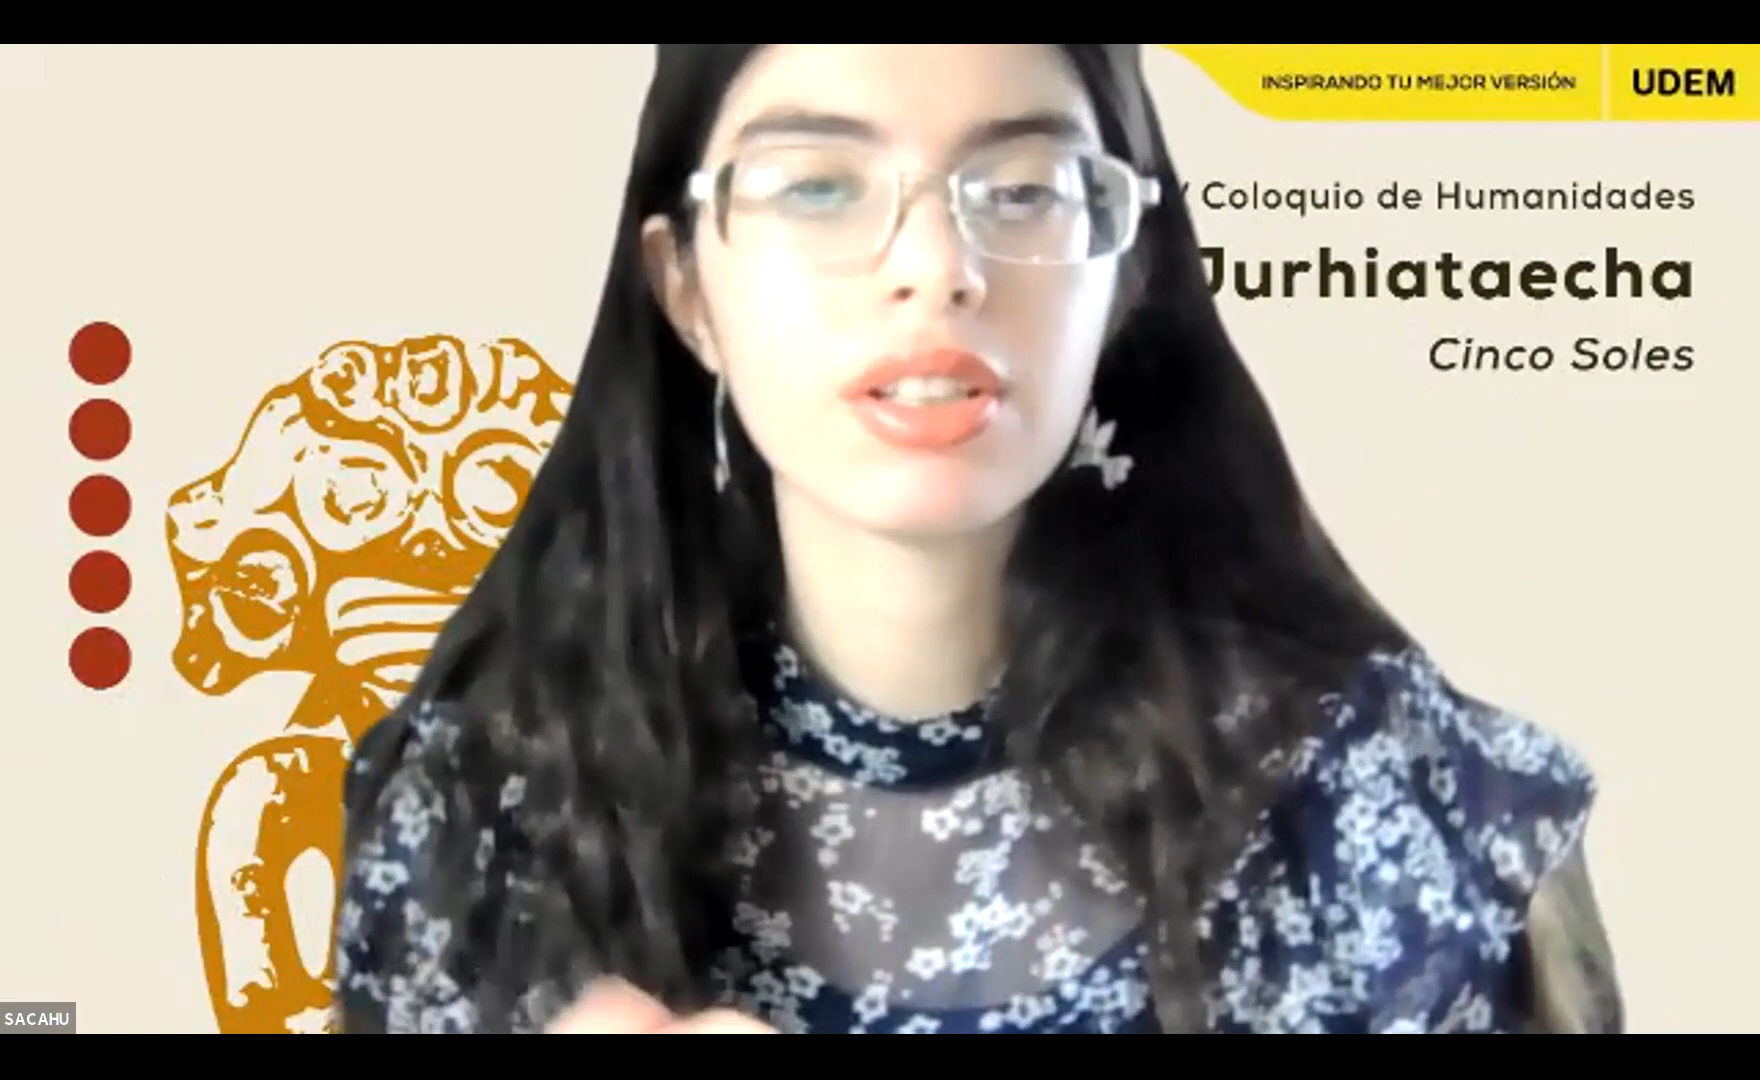 INSPIRANDO TU MEJOR VERSIÓN
UDEM
Coloquio de Humanidades
Jurhiataecha
Cinco Soles
SACAHU